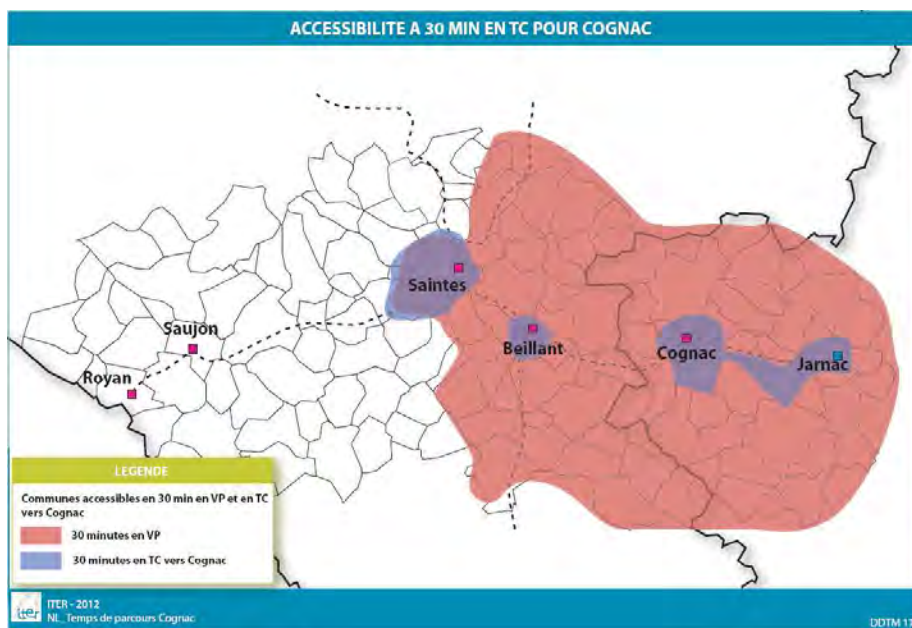 ACCESSIBILITE A 30 MIN EN TC POUR COGNAC
Saintes
Saujon
Beillant
Cognac
Jarnac
Royan
LEGENDE
Communes accessibles en 30 min en VP et en TC
vers Cognac
30 minutes en VP
30 minutes en TC vers Cognac
iter
ITER - 2012
NL_Temps de parcours Cognac
DDTM 17